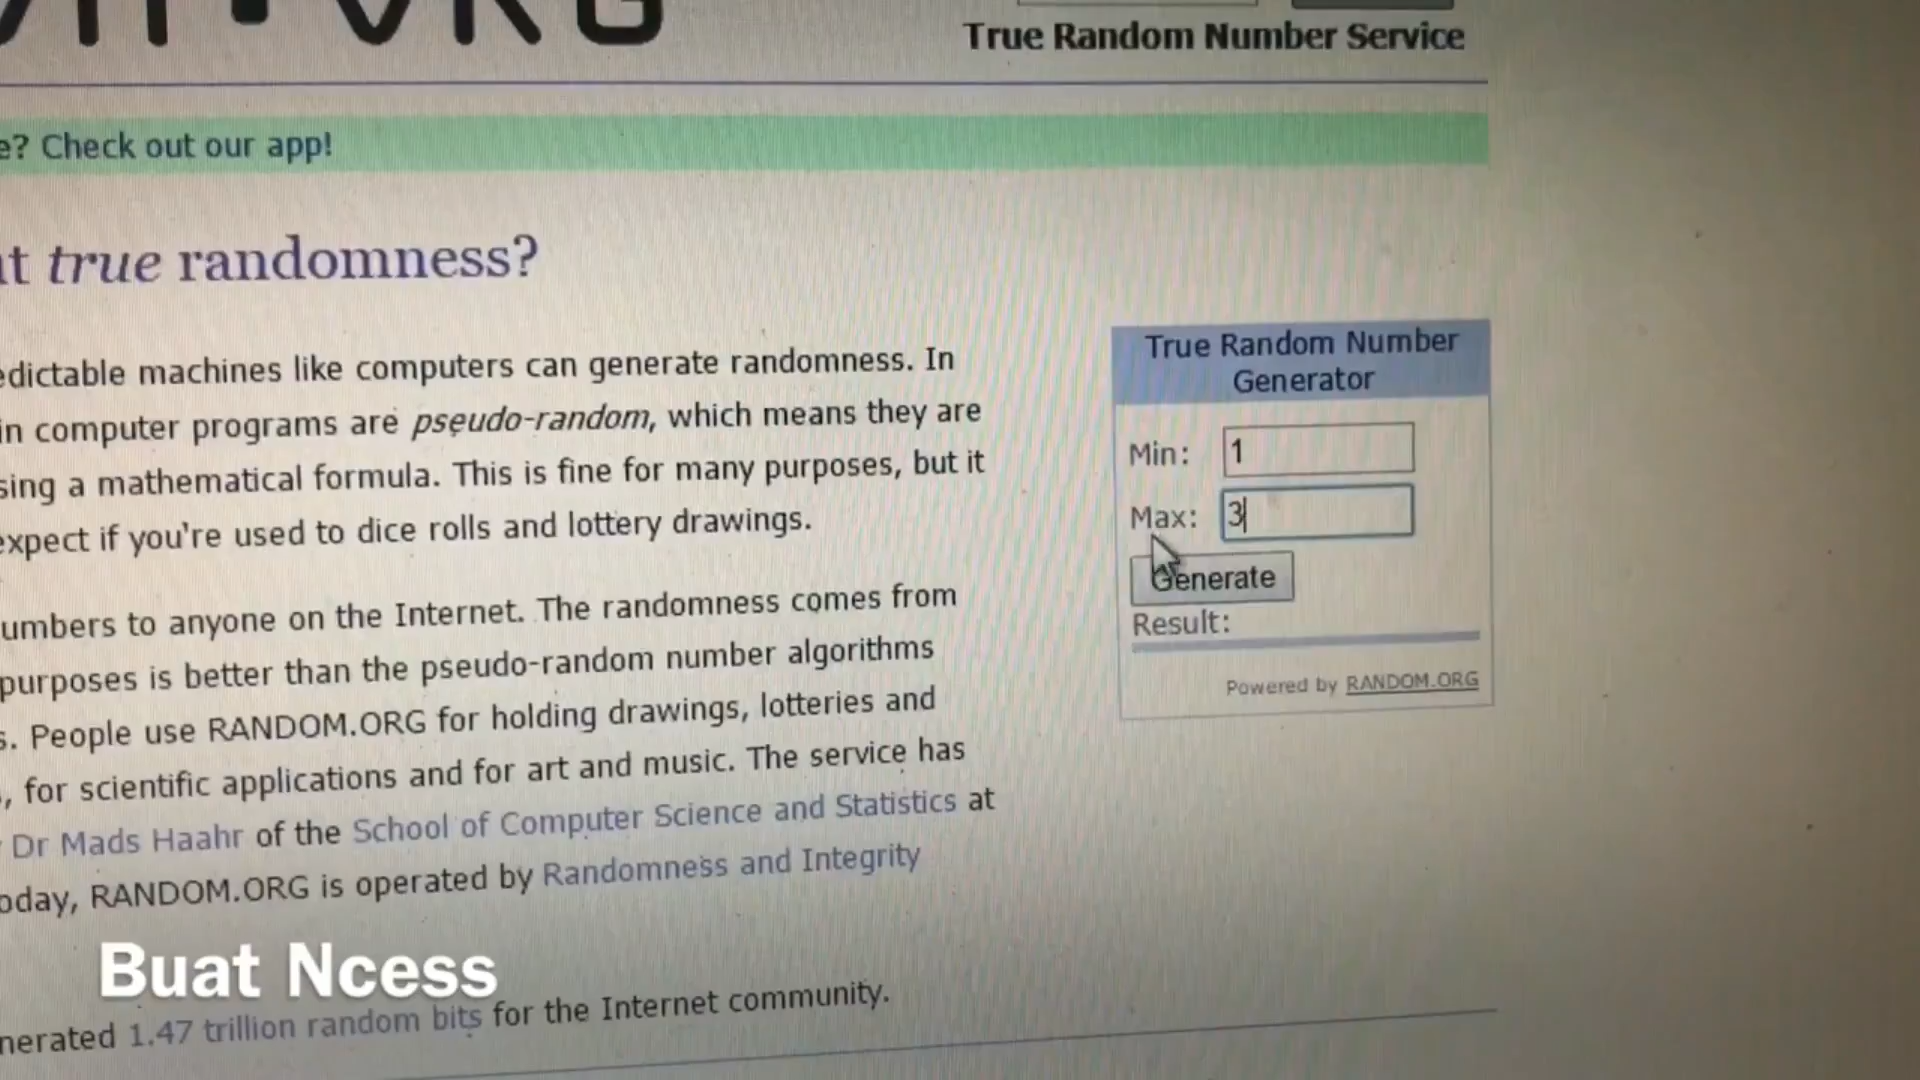 True Random Number Service
e? Check out our app!
true randomness?
edictable machines like computers can generate randomness. In
in computer programs are pseudo-random, which means they are
sing a mathematical formula. This is fine for many purposes, but it
expect if you're used to dice rolls and lottery drawings.
umbers to anyone on the Internet. The randomness comes from
purposes is better than the pseudo-random number algorithms
s. People use RANDOM.ORG for holding drawings, lotteries and
, for scientific applications and for art and music. The service has
Dr Mads Haahr of the School of Computer Science and Statistics at
oday, RANDOM.ORG is operated by Randomness and Integrity
Buat Ncess
nerated 1.47 trillion random bits for the Internet community.
True Random Number
Generator
Min: 1
Max: 3
Generate
Result:
Powered by RANDOM.ORG